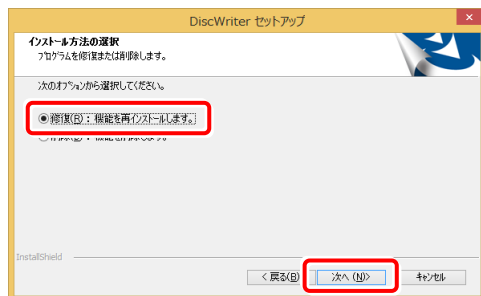 DiscWriter セットアップ
インストール方法の選択
プログラムを修復または削除します。
次のオプションから選択してください。
修復(R)：機能を再インストールします。
InstallShield
< 戻る(B)
次へ (N)>
キャンセル